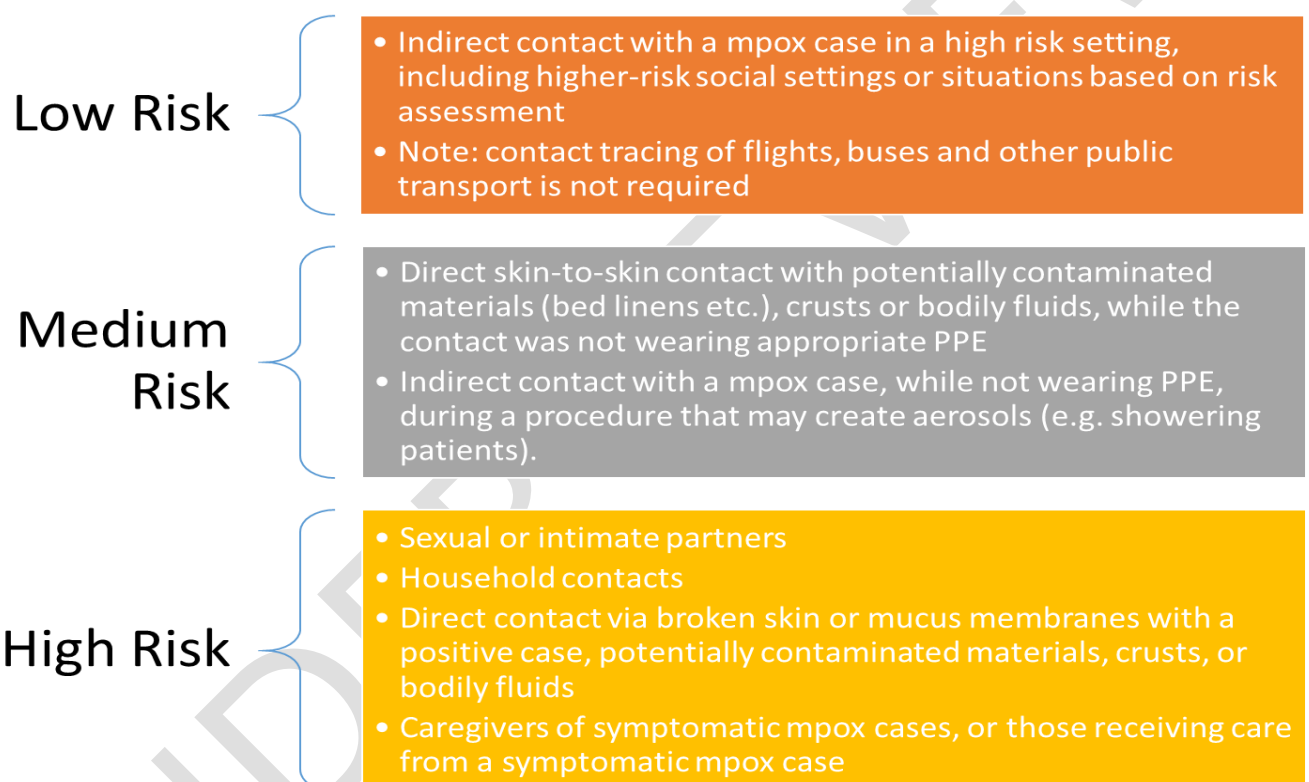 Low Risk
• Indirect contact with a mpox case in a high risk setting,
including higher-risk social settings or situations based on risk
assessment
• Note: contact tracing of flights, buses and other public
transport is not required
Medium
Risk
• Direct skin-to-skin contact with potentially contaminated
materials (bed linens etc.), crusts or bodily fluids, while the
contact was not wearing appropriate PPE
• Indirect contact with a mpox case, while not wearing PPE,
during a procedure that may create aerosols (e.g. showering
patients).
High Risk
• Sexual or intimate partners
• Household contacts
• Direct contact via broken skin or mucus membranes with a
positive case, potentially contaminated materials, crusts, or
bodily fluids
• Caregivers of symptomatic mpox cases, or those receiving care
from a symptomatic mpox case